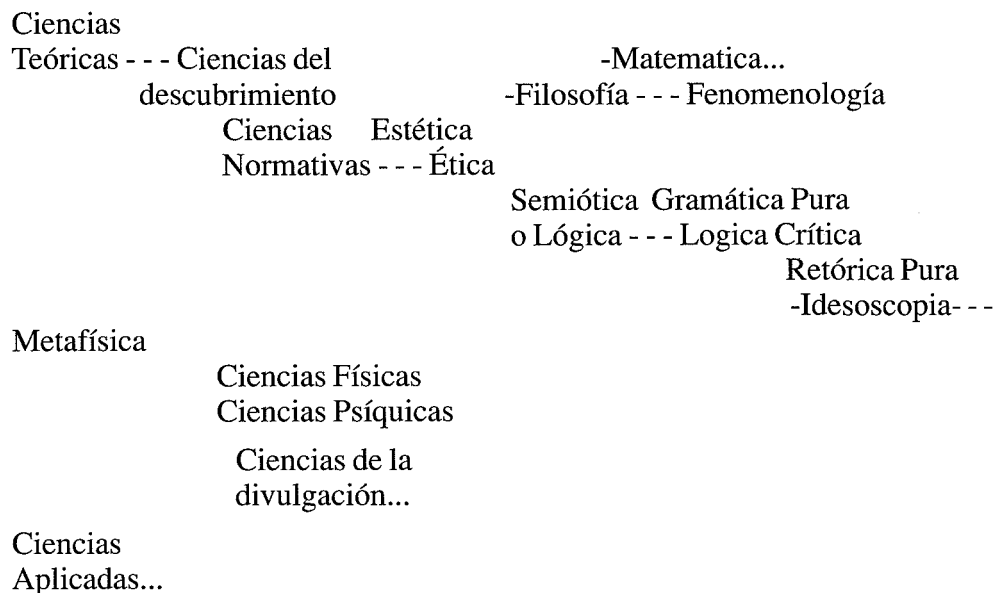 Ciencias
Teóricas - - - Ciencias del -Matematica...
descubrimiento -Filosofía - - - Fenomenología
Ciencias Estética
Normativas - - - Ética
Semiótica Gramática Pura
o Lógica - - - Logica Crítica
Retórica Pura
-Idesoscopia- - -
Metafísica
Ciencias Físicas
Ciencias Psíquicas
Ciencias de la
divulgación...
Ciencias
Aplicadas...